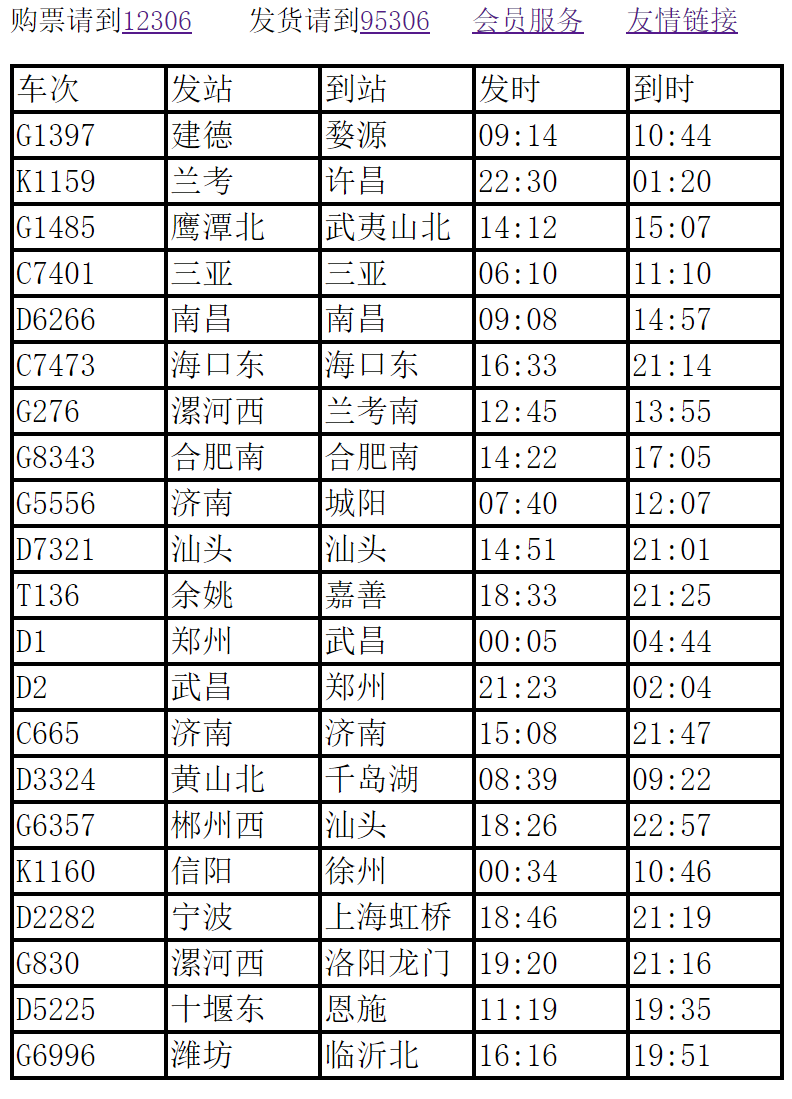 购票请到12306 发货请到95306 会员服务 友情链接
车次 发站 到站 发时 到时
G1397 建德 婺源 09:14 10:44
K1159 兰考 许昌 22:30 01:20
G1485 鹰潭北 武夷山北 14:12 15:07
C7401 三亚 三亚 06:10 11:10
D6266 南昌 南昌 09:08 14:57
C7473 海口东 海口东 16:33 21:14
G276 漯河西 兰考南 12:45 13:55
G8343 合肥南 合肥南 14:22 17:05
G5556 济南 城阳 07:40 12:07
D7321 汕头 汕头 14:51 21:01
T136 余姚 嘉善 18:33 21:25
D1 郑州 武昌 00:05 04:44
D2 武昌 郑州 21:23 02:04
C665 济南 济南 15:08 21:47
D3324 黄山北 千岛湖 08:39 09:22
G6357 郴州西 汕头 18:26 22:57
K1160 信阳 徐州 00:34 10:46
D2282 宁波 上海虹桥 18:46 21:19
G830 漯河西 洛阳龙门 19:20 21:16
D5225 十堰东 恩施 11:19 19:35
G6996 潍坊 临沂北 16:16 19:51